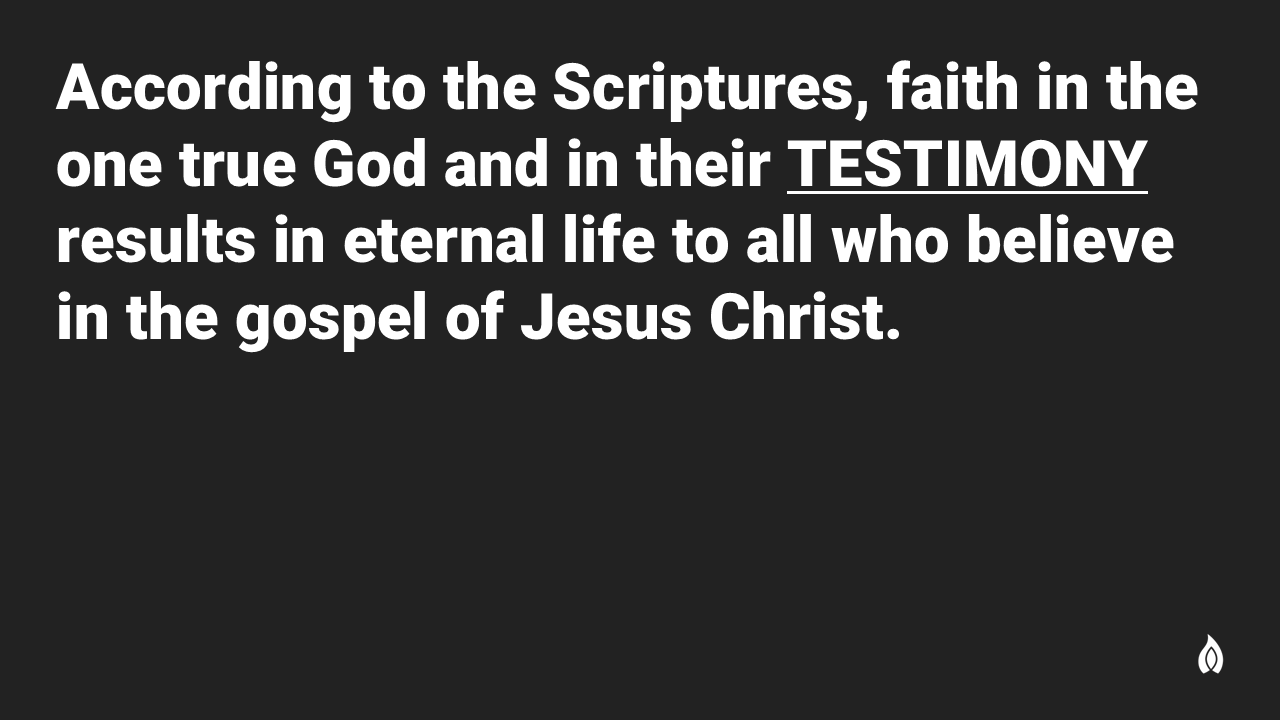 According to the Scriptures, faith in the
one true God and in their TESTIMONY
results in eternal life to all who believe
in the gospel of Jesus Christ.